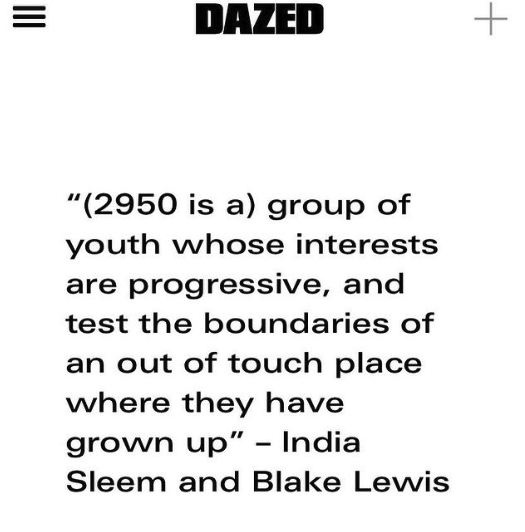 DAZED
“(2950 is a) group of
youth whose interests
are progressive, and
test the boundaries of
an out of touch place
where they have
grown up” – India
Sleem and Blake Lewis